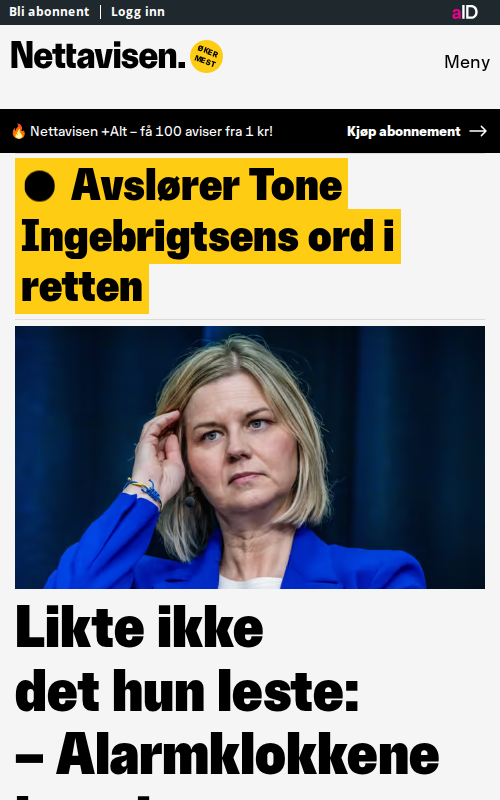 Bli abonnent | Logg inn
aID
Nettavisen.
ØKER
MEST
Meny
🔥 Nettavisen +Alt – få 100 aviser fra 1 kr!
Kjøp abonnement →
● Avslører Tone
Ingebrigtsens ord i
retten
Likte ikke
det hun leste:
– Alarmklokkene